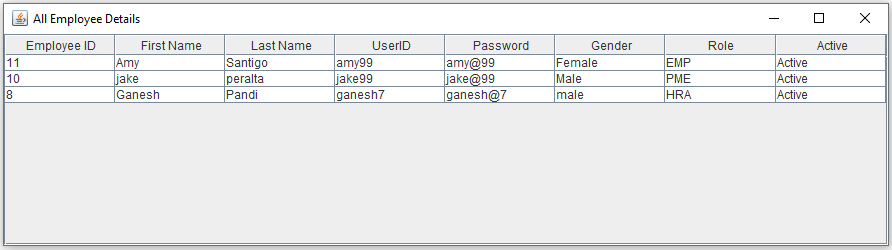 All Employee Details
Employee ID First Name Last Name UserID Password Gender Role Active
11 Amy Santigo amy99 amy@99 Female EMP Active
10 jake peralta jake99 jake@99 Male PME Active
8 Ganesh Pandi ganesh7 ganesh@7 male HRA Active